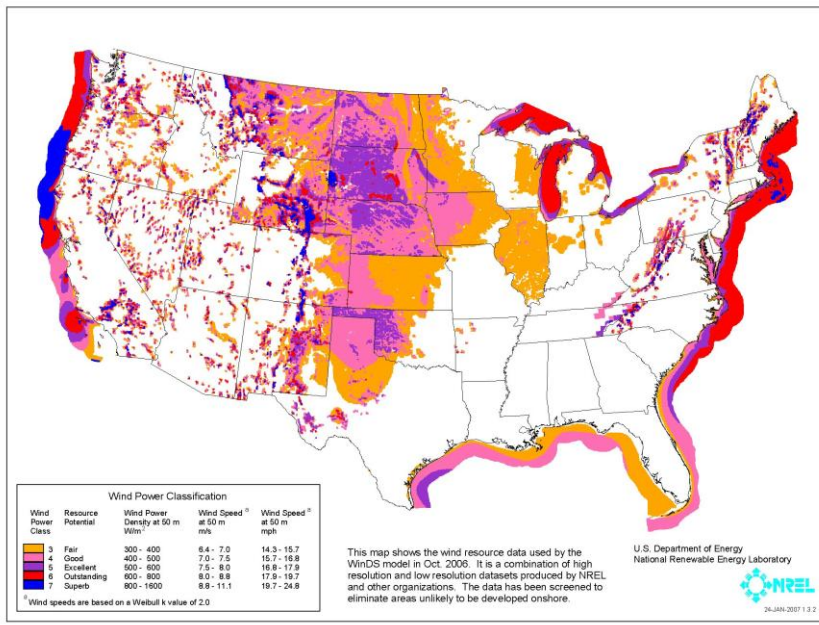 Wind Power Classification
Wind Power Class Resource Potential Wind Power Density at 50 m W/m² Wind Speed a at 50 m m/s Wind Speed a at 50 m mph
3 Fair 300 - 400 6.4 - 7.0 14.3 - 15.7
4 Good 400 - 500 7.0 - 7.5 15.7 - 16.8
5 Excellent 500 - 600 7.5 - 8.0 16.8 - 17.9
6 Outstanding 600 - 800 8.0 - 8.8 17.9 - 19.7
7 Superb 800 - 1600 8.8 - 11.1 19.7 - 24.8
a Wind speeds are based on a Weibull k value of 2.0
This map shows the wind resource data used by the
WinDS model in Oct. 2006. It is a combination of high
resolution and low resolution datasets produced by NREL
and other organizations. The data has been screened to
eliminate areas unlikely to be developed onshore.
U.S. Department of Energy
National Renewable Energy Laboratory
NREL
24-JAN-2007 1.3.2